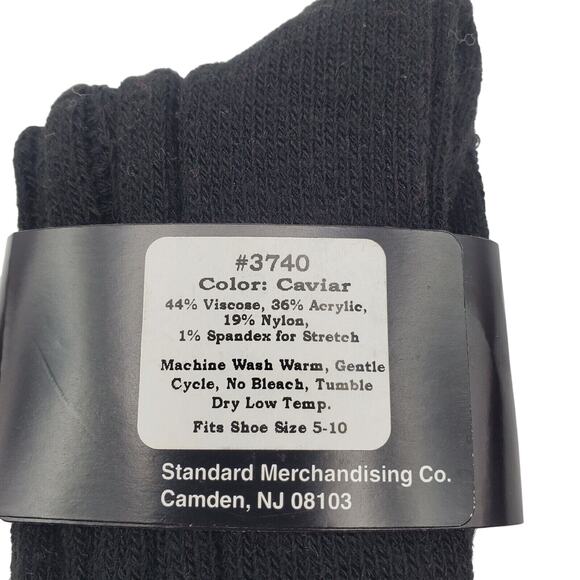 #3740
Color: Caviar
44% Viscose, 36% Acrylic,
19% Nylon,
1% Spandex for Stretch
Machine Wash Warm, Gentle
Cycle, No Bleach, Tumble
Dry Low Temp.
Fits Shoe Size 5-10
Standard Merchandising Co.
Camden, NJ 08103